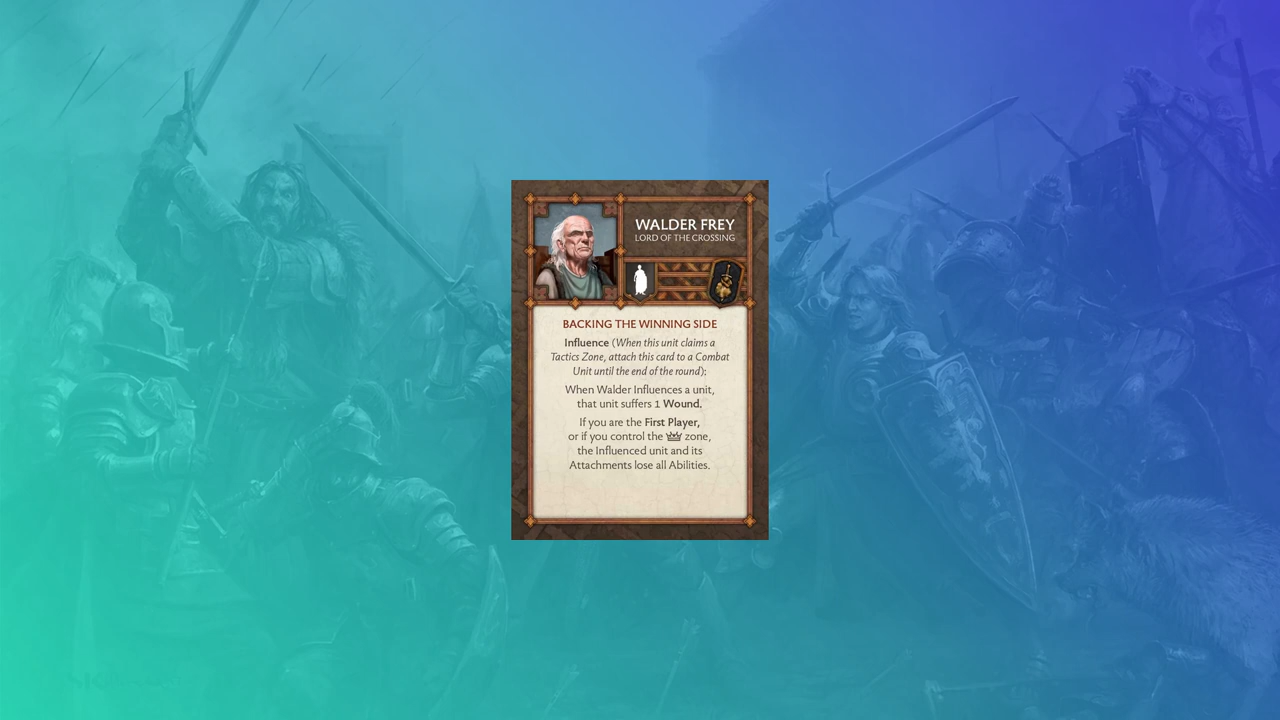 WALDER FREY
LORD OF THE CROSSING
BACKING THE WINNING SIDE
Influence (When this unit claims a
Tactics Zone, attach this card to a Combat
Unit until the end of the round):
When Walder Influences a unit,
that unit suffers 1 Wound.
If you are the First Player,
or if you control the zone,
the Influenced unit and its
Attachments lose all Abilities.